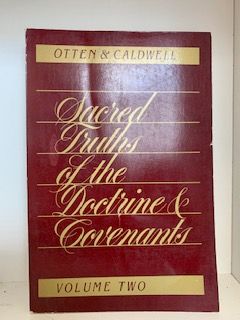 OTTEN & CALDWELL
Sacred
Truths
of the
Doctrine &
Covenants
VOLUME TWO